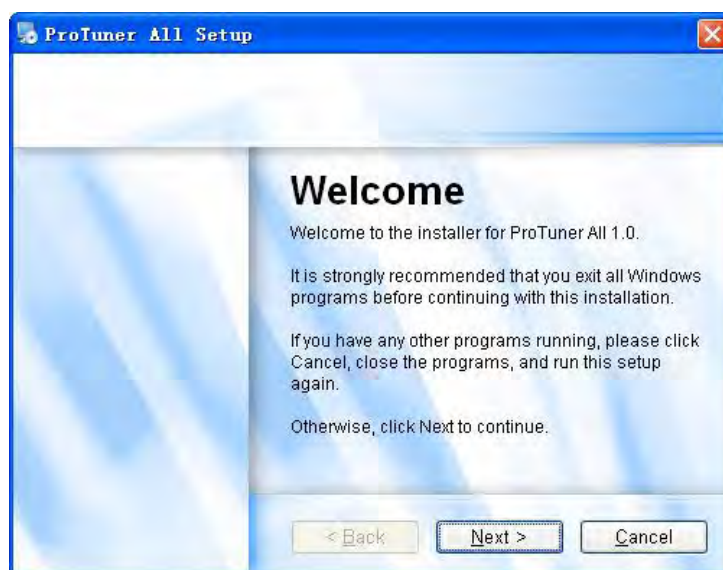 ProTuner All Setup
Welcome
Welcome to the installer for ProTuner All 1.0.
It is strongly recommended that you exit all Windows
programs before continuing with this installation.
If you have any other programs running, please click
Cancel, close the programs, and run this setup
again.
Otherwise, click Next to continue.
< Back
Next >
Cancel